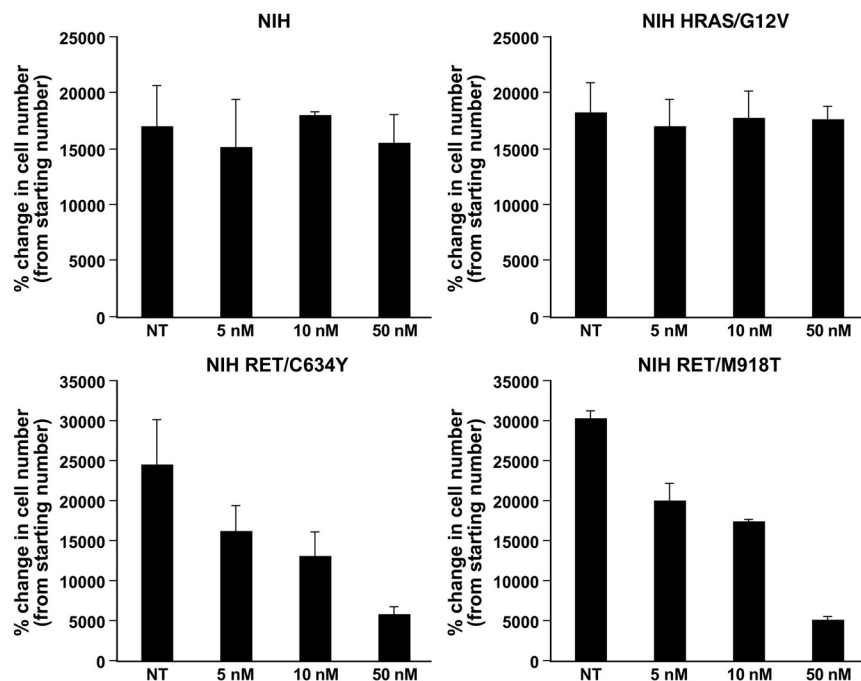 NIH
% change in cell number
(from starting number)
25000
20000
15000
10000
5000
0
NT
5 nM
10 nM
50 nM
NIH HRAS/G12V
% change in cell number
(from starting number)
25000
20000
15000
10000
5000
0
NT
5 nM
10 nM
50 nM
NIH RET/C634Y
% change in cell number
(from starting number)
35000
30000
25000
20000
15000
10000
5000
0
NT
5 nM
10 nM
50 nM
NIH RET/M918T
% change in cell number
(from starting number)
35000
30000
25000
20000
15000
10000
5000
0
NT
5 nM
10 nM
50 nM